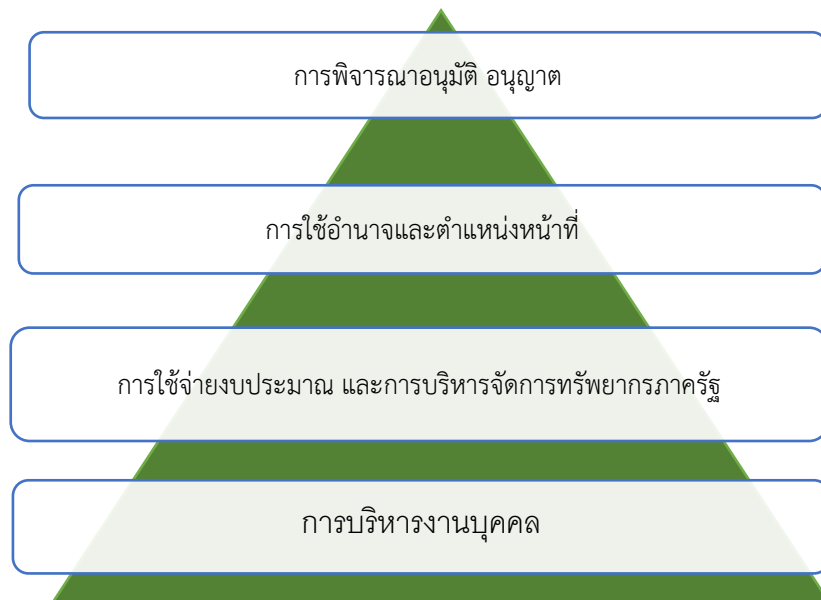 การพิจารณาอนุมัติ อนุญาต
การใช้อำนาจและตำแหน่งหน้าที่
การใช้จ่ายงบประมาณ และการบริหารจัดการทรัพยากรภาครัฐ
การบริหารงานบุคคล